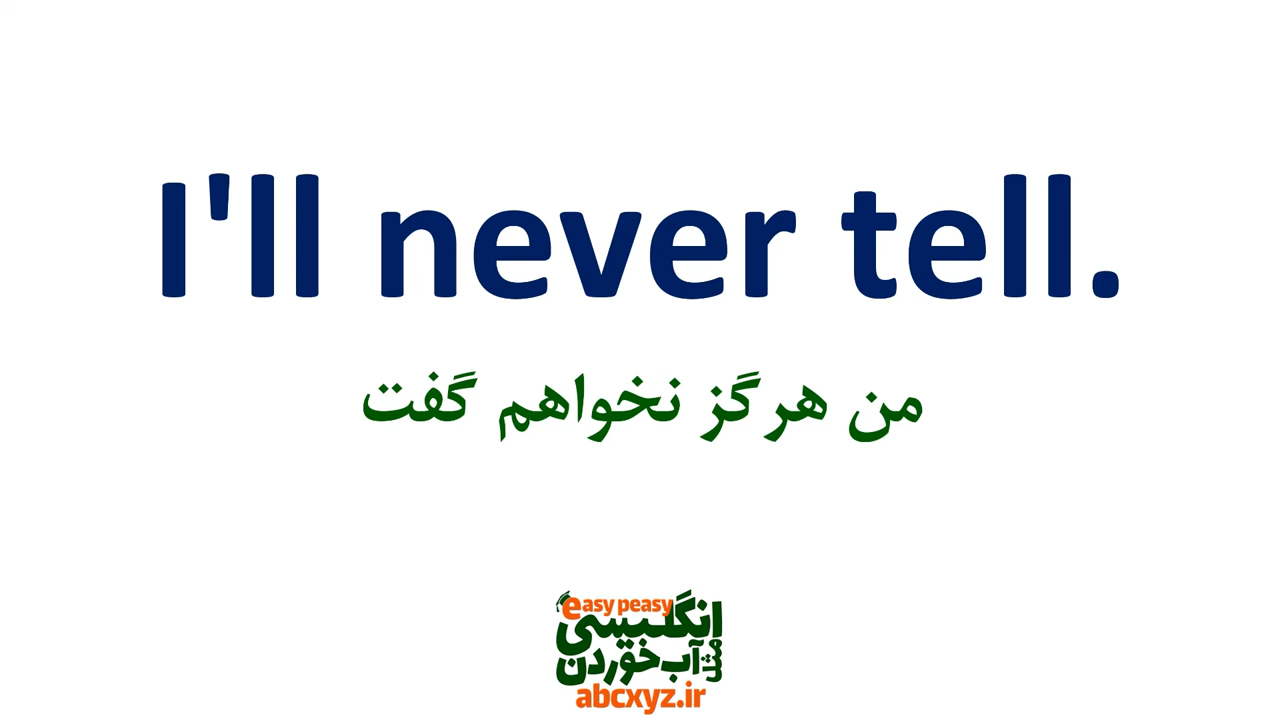 I'll never tell.
من هرگز نخواهم گفت
easy peasy
انگلیسی
مثل آب خوردن
abcxyz.ir